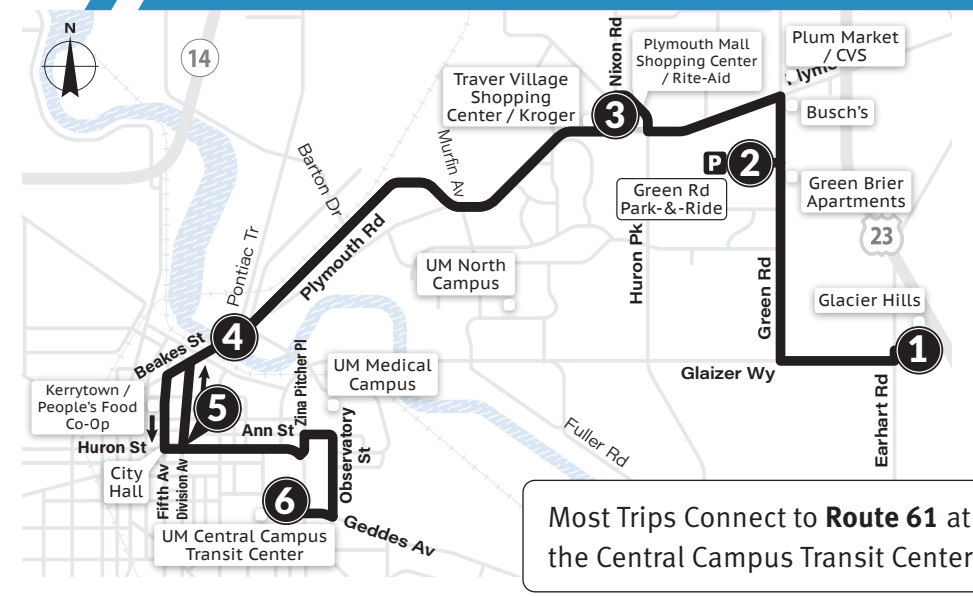 N
14
Nixon Rd
Plymouth Mall
Shopping Center
/ Rite-Aid
Plum Market
/ CVS
Traver Village
Shopping
Center / Kroger
3
Busch's
Murfin Av
Barton Dr
P
2
Green Rd
Park-&-Ride
Green Brier
Apartments
23
Pontiac Tr
Plymouth Rd
UM North
Campus
Huron Pk
Green Rd
Glacier Hills
1
4
Beakes St
Zina Pitcher Pl
UM Medical
Campus
Glaizer Wy
Earhart Rd
Kerrytown /
People's Food
Co-Op
5
Ann St
Huron St
Observatory
St
Fuller Rd
City
Hall
Fifth Av
Division Av
6
Geddes Av
UM Central Campus
Transit Center
Most Trips Connect to Route 61 at
the Central Campus Transit Center